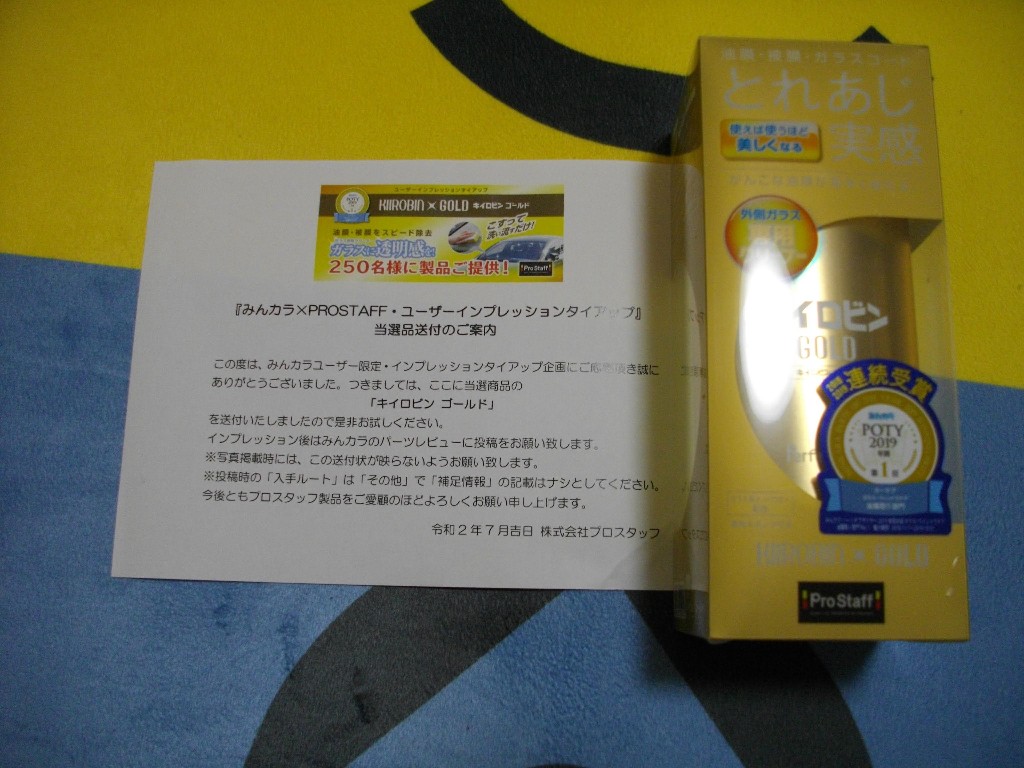 ユーザーインプレッションタイアップ
KIIROBIN × GOLD キイロビン ゴールド
油膜・被膜をスピード除去
ガラスに透明感を!
こすって
洗い流すだけ!
250名様に製品ご提供!
ProStaff
『みんカラ×PROSTAFF・ユーザーインプレッションタイアップ』
当選品送付のご案内
この度は、みんカラユーザー限定・インプレッションタイアップ企画にご応募頂き誠に
ありがとうございました。つきましては、ここに当選商品の
「キイロビン ゴールド」
を送付いたしましたので是非お試しください。
インプレッション後はみんカラのパーツレビューに投稿をお願い致します。
※写真掲載時には、この送付状が映らないようお願い致します。
※投稿時の「入手ルート」は「その他」で「補足情報」の記載はナシとしてください。
今後ともプロスタッフ製品をご愛顧のほどよろしくお願い申し上げます。
令和2年7月吉日 株式会社プロスタッフ
油膜・被膜・ガラスコート
とれあじ
実感
使えば使うほど
美しくなる
外側ガラス
イロビン
GOLD
連続受賞
みんカラ
POTY
2019
年間
第1位
KIIROBIN × GOLD
ProStaff